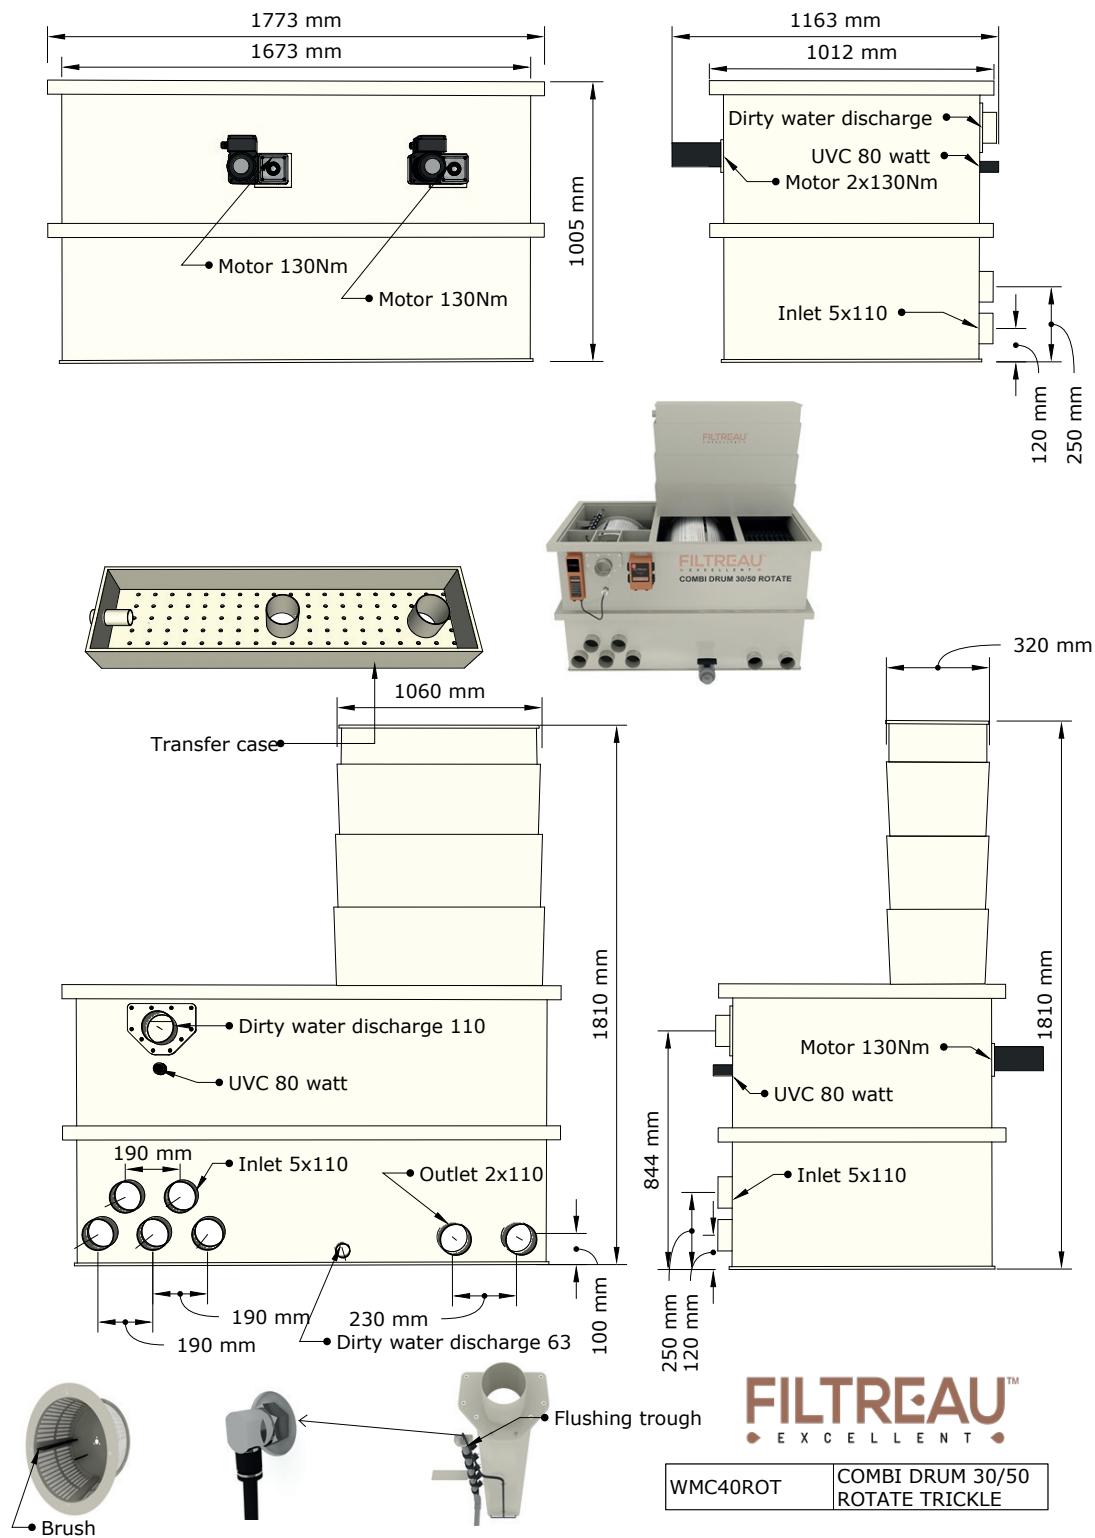 1773 mm
1673 mm
1005 mm
Motor 130Nm
Motor 130Nm
1163 mm
1012 mm
Dirty water discharge
UVC 80 watt
Motor 2x130Nm
Inlet 5x110
120 mm
250 mm
FILTREAU
EXCELLENT
FILTREAU™
EXCELLENT
COMBI DRUM 30/50 ROTATE
Transfer case
1060 mm
320 mm
1810 mm
Dirty water discharge 110
UVC 80 watt
190 mm
Inlet 5x110
Outlet 2x110
190 mm
190 mm
230 mm
Dirty water discharge 63
100 mm
1810 mm
Motor 130Nm
UVC 80 watt
844 mm
Inlet 5x110
250 mm
120 mm
Brush
Flushing trough
FILTREAU™
EXCELLENT
WMC40ROT
COMBI DRUM 30/50
ROTATE TRICKLE